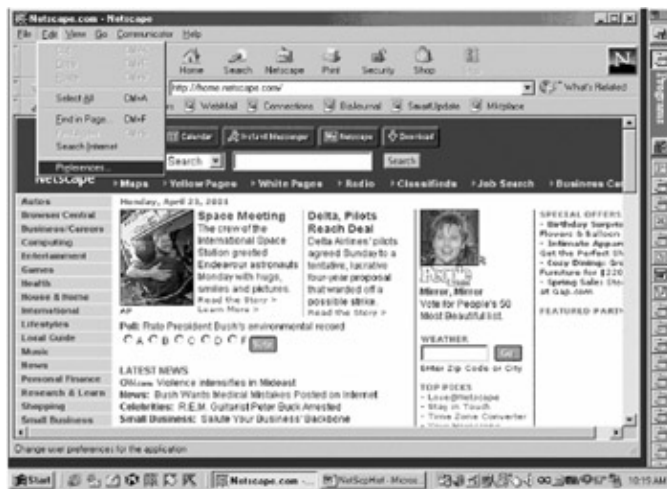 Netscape.com - Netscape
File Edit View Go Communicator Help
Home Search Netscape Print Security Shop
Select All Ctrl+A
Find in Page... Ctrl+F
Search Internet
Preferences...
http://home.netscape.com/
What's Related
WebMail Connections BizJournal SmartUpdate Mktplace
Calendar Instant Messenger Netscape Download
Search Search
Netscape
Maps Yellow Pages White Pages Radio Classifieds Job Search Business
Autos
Browser Central
Business/Careers
Computing
Entertainment
Games
Health
House & Home
International
Lifestyles
Local Guide
Music
News
Personal Finance
Research & Learn
Shopping
Small Business
Monday, April 23, 2001
Space Meeting
The crew of the
International Space
Station greeted
Endeavour astronauts
Monday with hugs,
smiles and pictures.
Read the Story >
Learn More >
AP
Delta, Pilots
Reach Deal
Delta Airlines' pilots
agreed Sunday to a
tentative, lucrative
four-year proposal
that warded off a
possible strike.
Read the Story >
Poll: Rate President Bush's environmental
record
A B C D F Vote
LATEST NEWS
Violence intensifies in Mideast
News: Bush Wants Medical Mistakes Posted on Internet
Celebrities: R.E.M. Guitarist Peter Buck Arrested
Small Business: Salute Your Business' Backbone
Mirror, Mirror
Vote for People's 50
Most Beautiful list.
WEATHER
Go
Enter Zip Code or City
TOP PICKS
- Love@Netscape
- Stay in Touch
- Time Zone Converter
SPECIAL OFFERS
- Birthday
Flowers & Balloon
- Intimate
Get the Perfect
- Cozy Dining:
Furniture for $220
- Spring Sale:
at Gap.com
FEATURED
Change user preferences for the application
Programs
Start Netscape.com - ... 10:15 AM